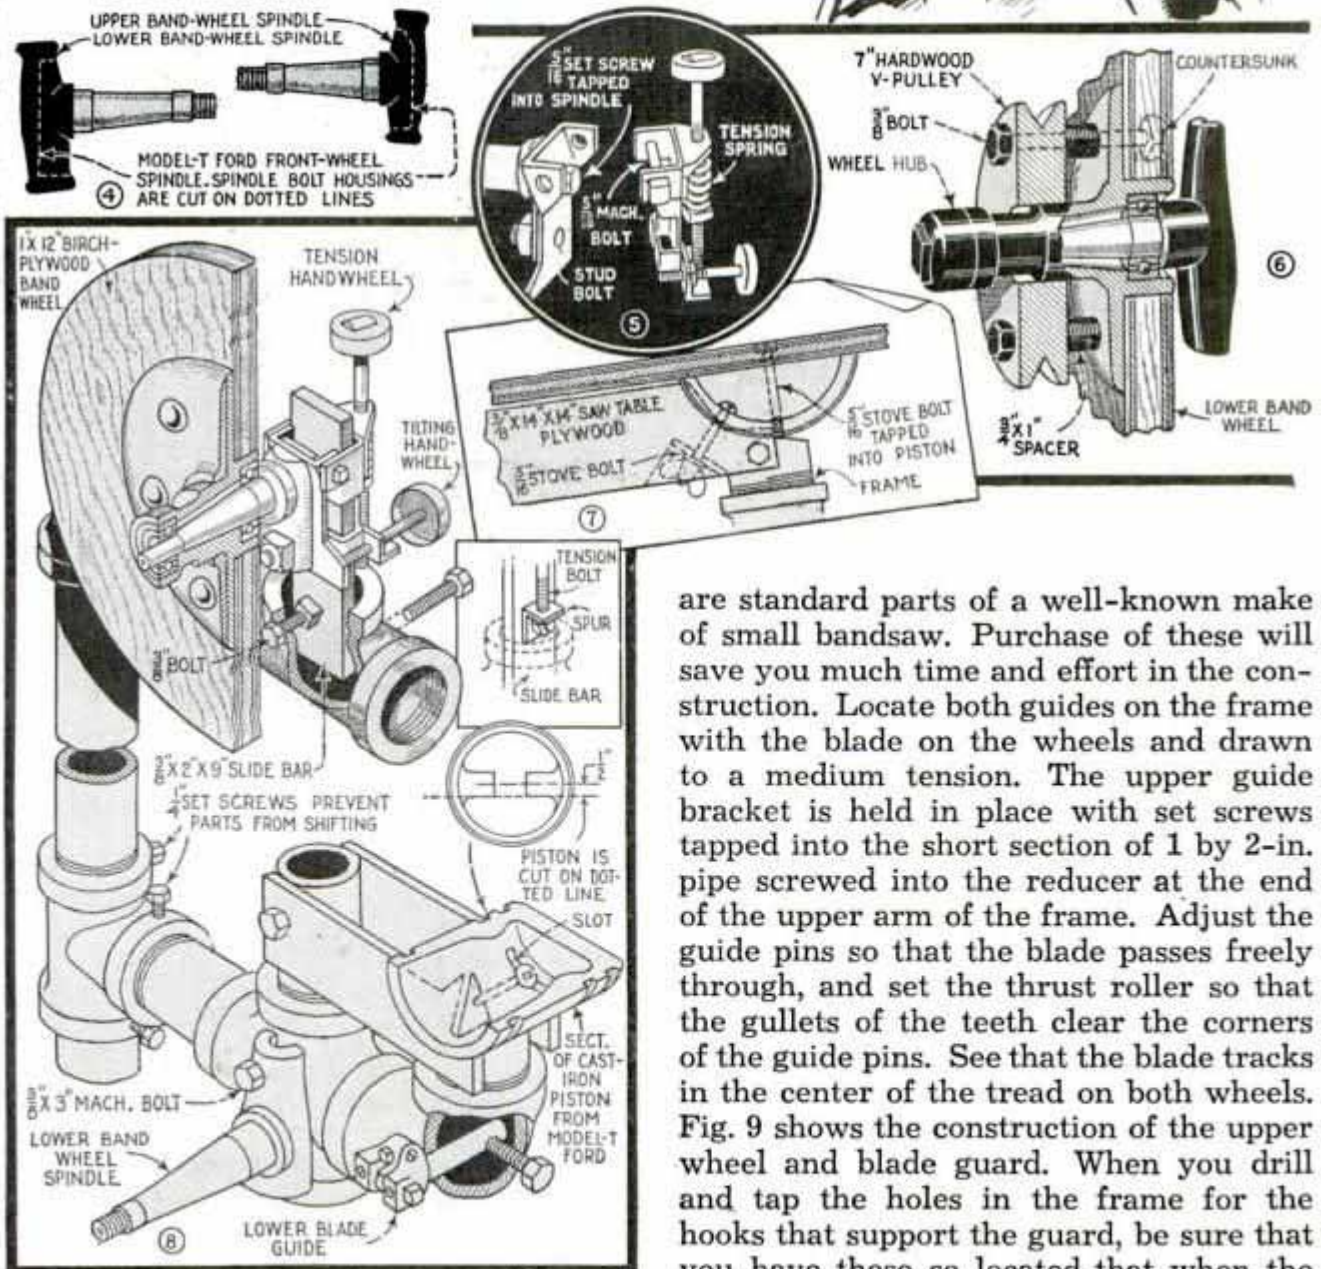 UPPER BAND-WHEEL SPINDLE
LOWER BAND-WHEEL SPINDLE
MODEL-T FORD FRONT-WHEEL
SPINDLE. SPINDLE BOLT HOUSINGS
ARE CUT ON DOTTED LINES
④
5/16" SET SCREW
TAPPED
INTO SPINDLE
TENSION
SPRING
MACH.
BOLT
STUD
BOLT
⑤
7" HARDWOOD
V-PULLEY
COUNTERSUNK
3/8" BOLT
WHEEL HUB
⑥
LOWER BAND
WHEEL
3/4" X 1"
SPACER
1" X 12" BIRCH-
PLYWOOD
BAND
WHEEL
TENSION
HANDWHEEL
TILTING
HAND-
WHEEL
3/8" X 14" X 14" SAW TABLE
PLYWOOD
5/16" STOVE BOLT
5/16" STOVE BOLT
TAPPED
INTO PISTON
FRAME
⑦
TENSION
BOLT
SPUR
SLIDE BAR
BOLT
3/8" X 2" X 9" SLIDE BAR
1/4" SET SCREWS PREVENT
PARTS FROM SHIFTING
1/2"
PISTON IS
CUT ON DOT-
TED LINE
SLOT
SECT.
OF CAST-
IRON
PISTON
FROM
MODEL-T
FORD
3/8" X 3" MACH. BOLT
LOWER BAND
WHEEL
SPINDLE
⑧
LOWER BLADE
GUIDE
are standard parts of a well-known make
of small bandsaw. Purchase of these will
save you much time and effort in the con-
struction. Locate both guides on the frame
with the blade on the wheels and drawn
to a medium tension. The upper guide
bracket is held in place with set screws
tapped into the short section of 1 by 2-in.
pipe screwed into the reducer at the end
of the upper arm of the frame. Adjust the
guide pins so that the blade passes freely
through, and set the thrust roller so that
the gullets of the teeth clear the corners
of the guide pins. See that the blade tracks
in the center of the tread on both wheels.
Fig. 9 shows the construction of the upper
wheel and blade guard. When you drill
and tap the holes in the frame for the
hooks that support the guard, be sure that
you have these so located that when the